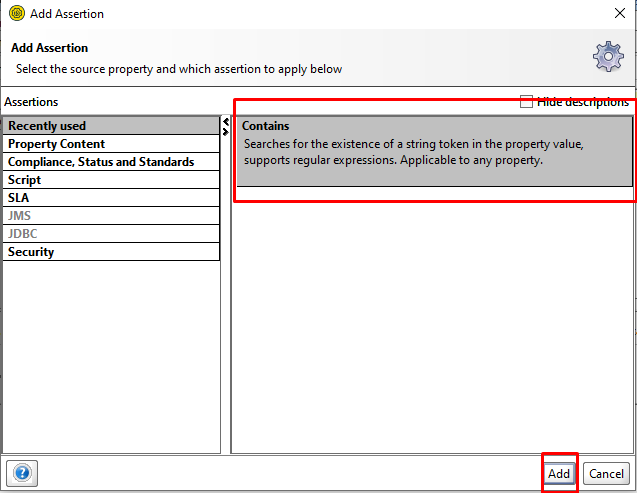 Add Assertion
Add Assertion
Select the source property and which assertion to apply below
Assertions
Hide descriptions
Recently used
Property Content
Compliance, Status and Standards
Script
SLA
JMS
JDBC
Security
Contains
Searches for the existence of a string token in the property value,
supports regular expressions. Applicable to any property.
?
Add
Cancel